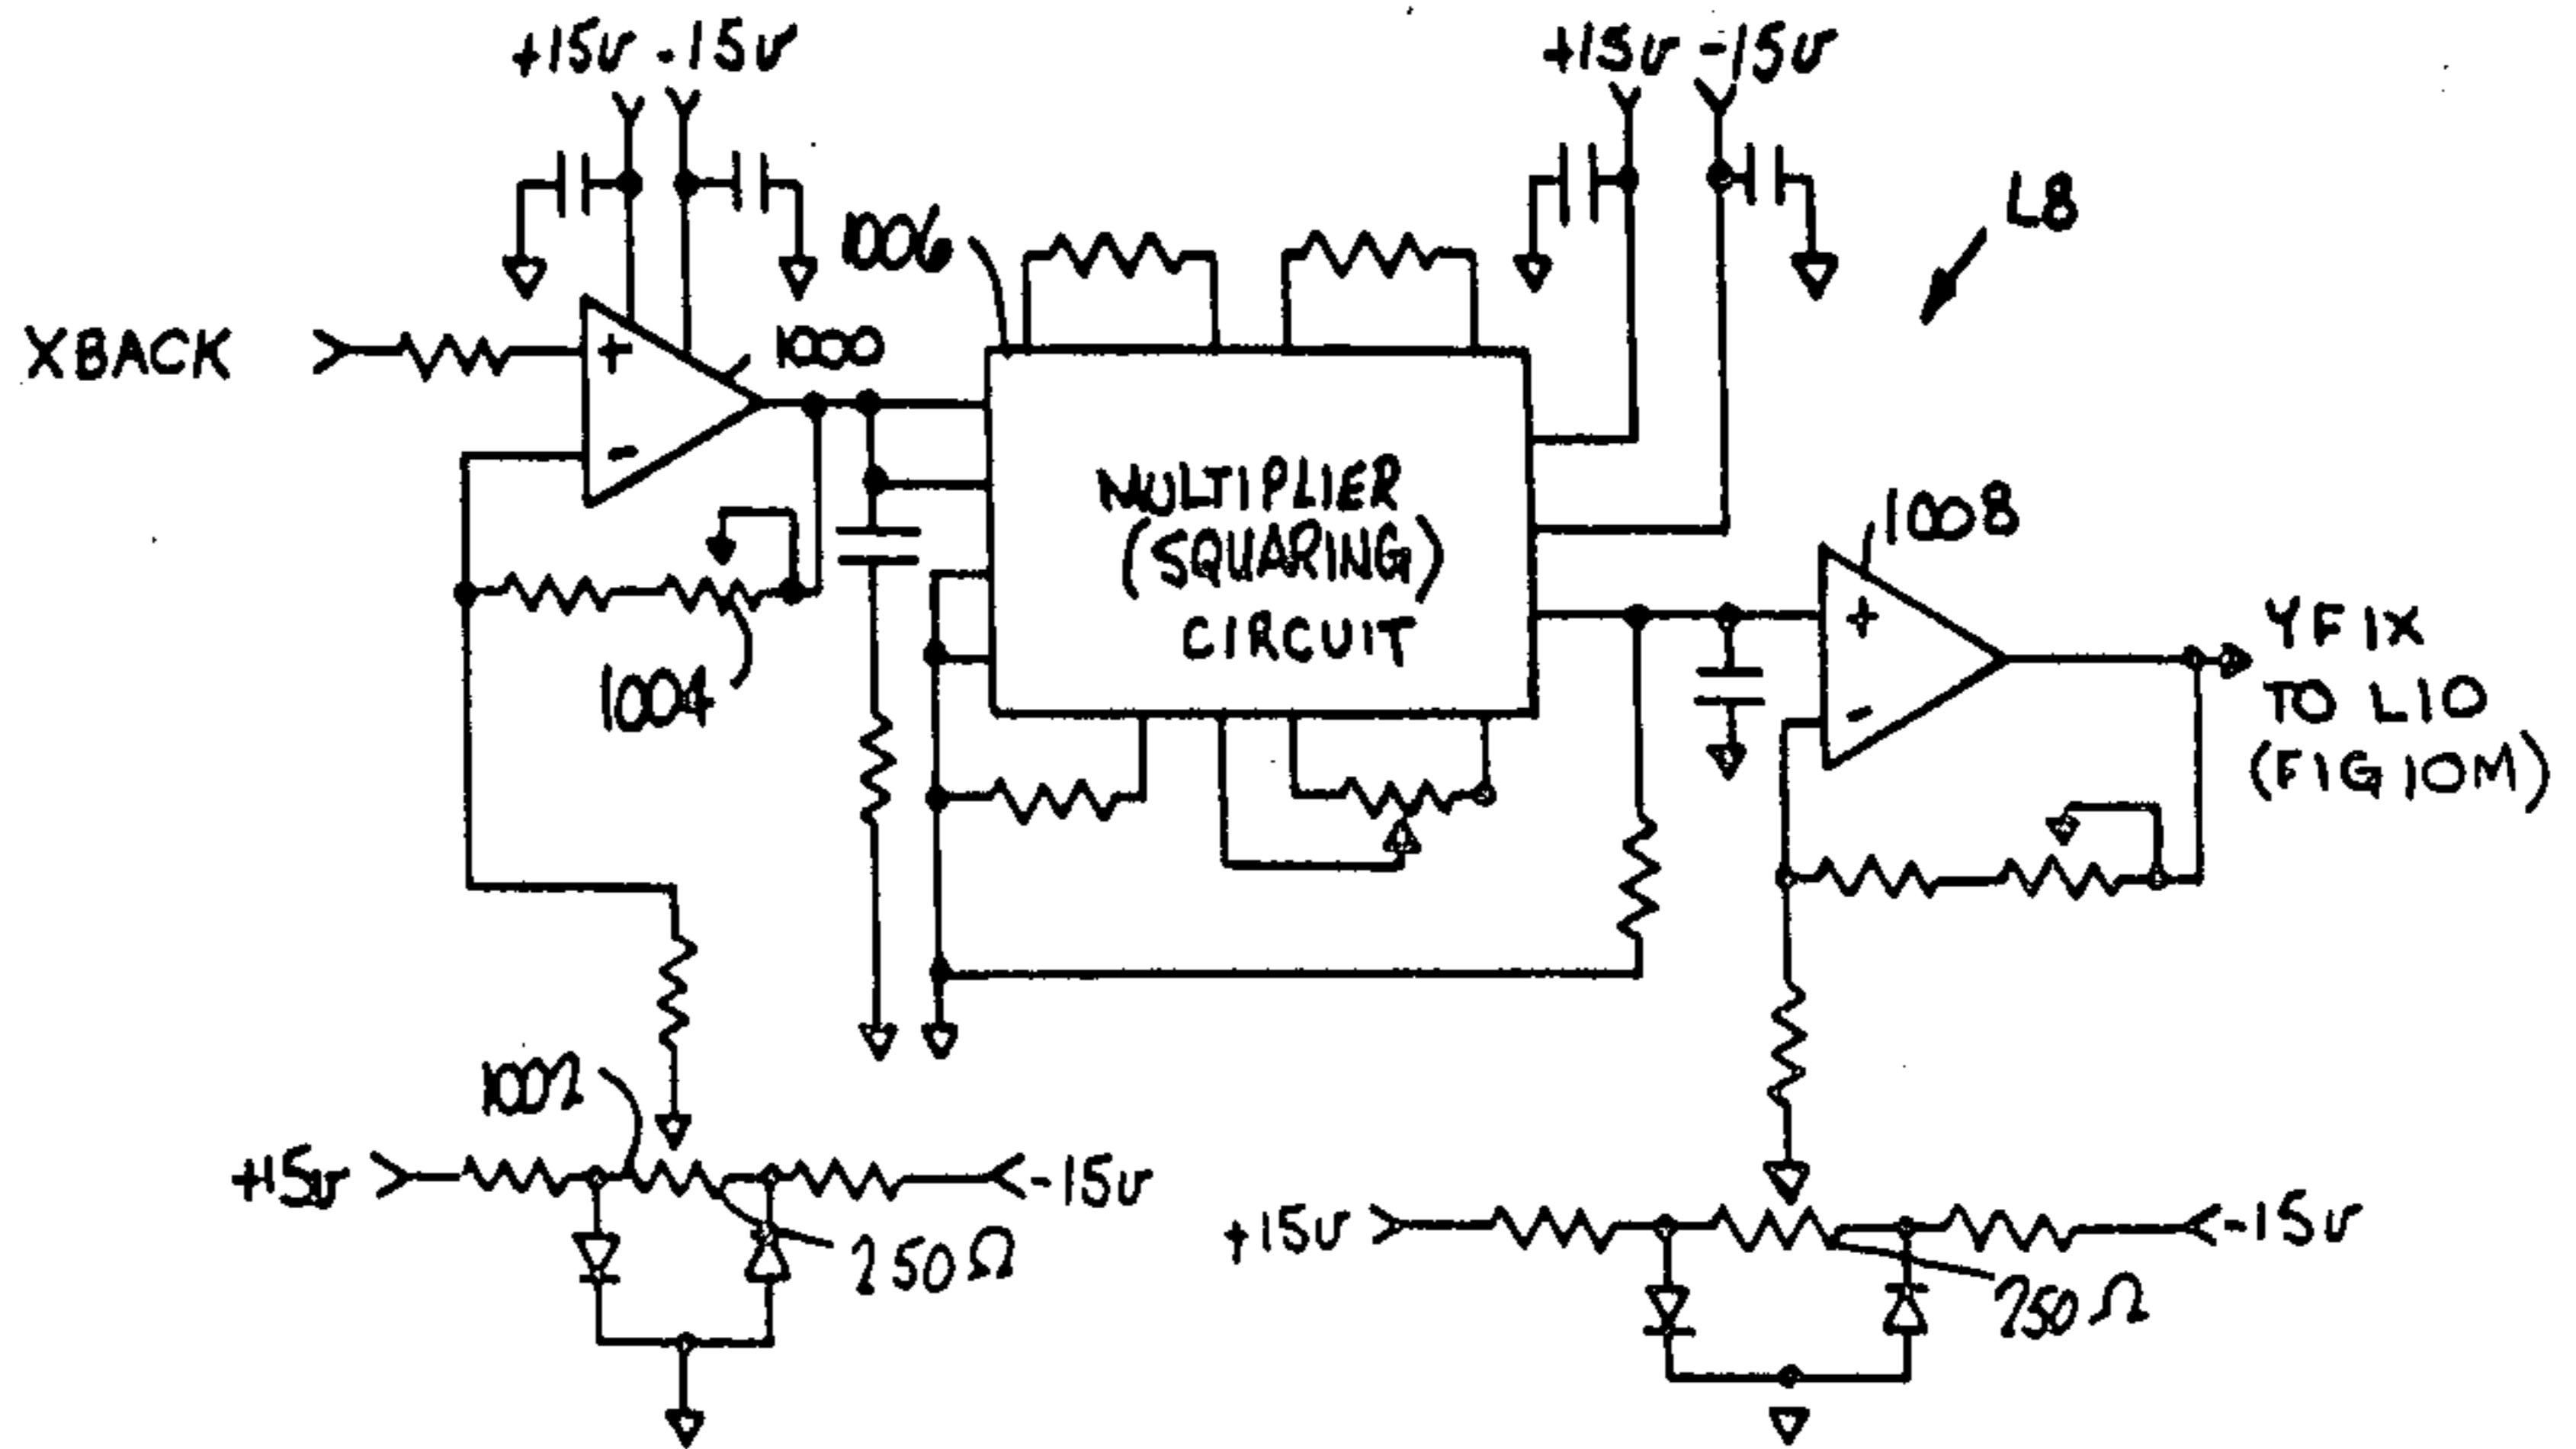 +15v -15v
+15v -15v
L8
1006
XBACK
+
1000
-
MULTIPLIER
(SQUARING)
CIRCUIT
1008
+
-
1004
YFIX
TO L10
(FIG 10M)
1002
+15v
-15v
250Ω
+15v
-15v
250Ω